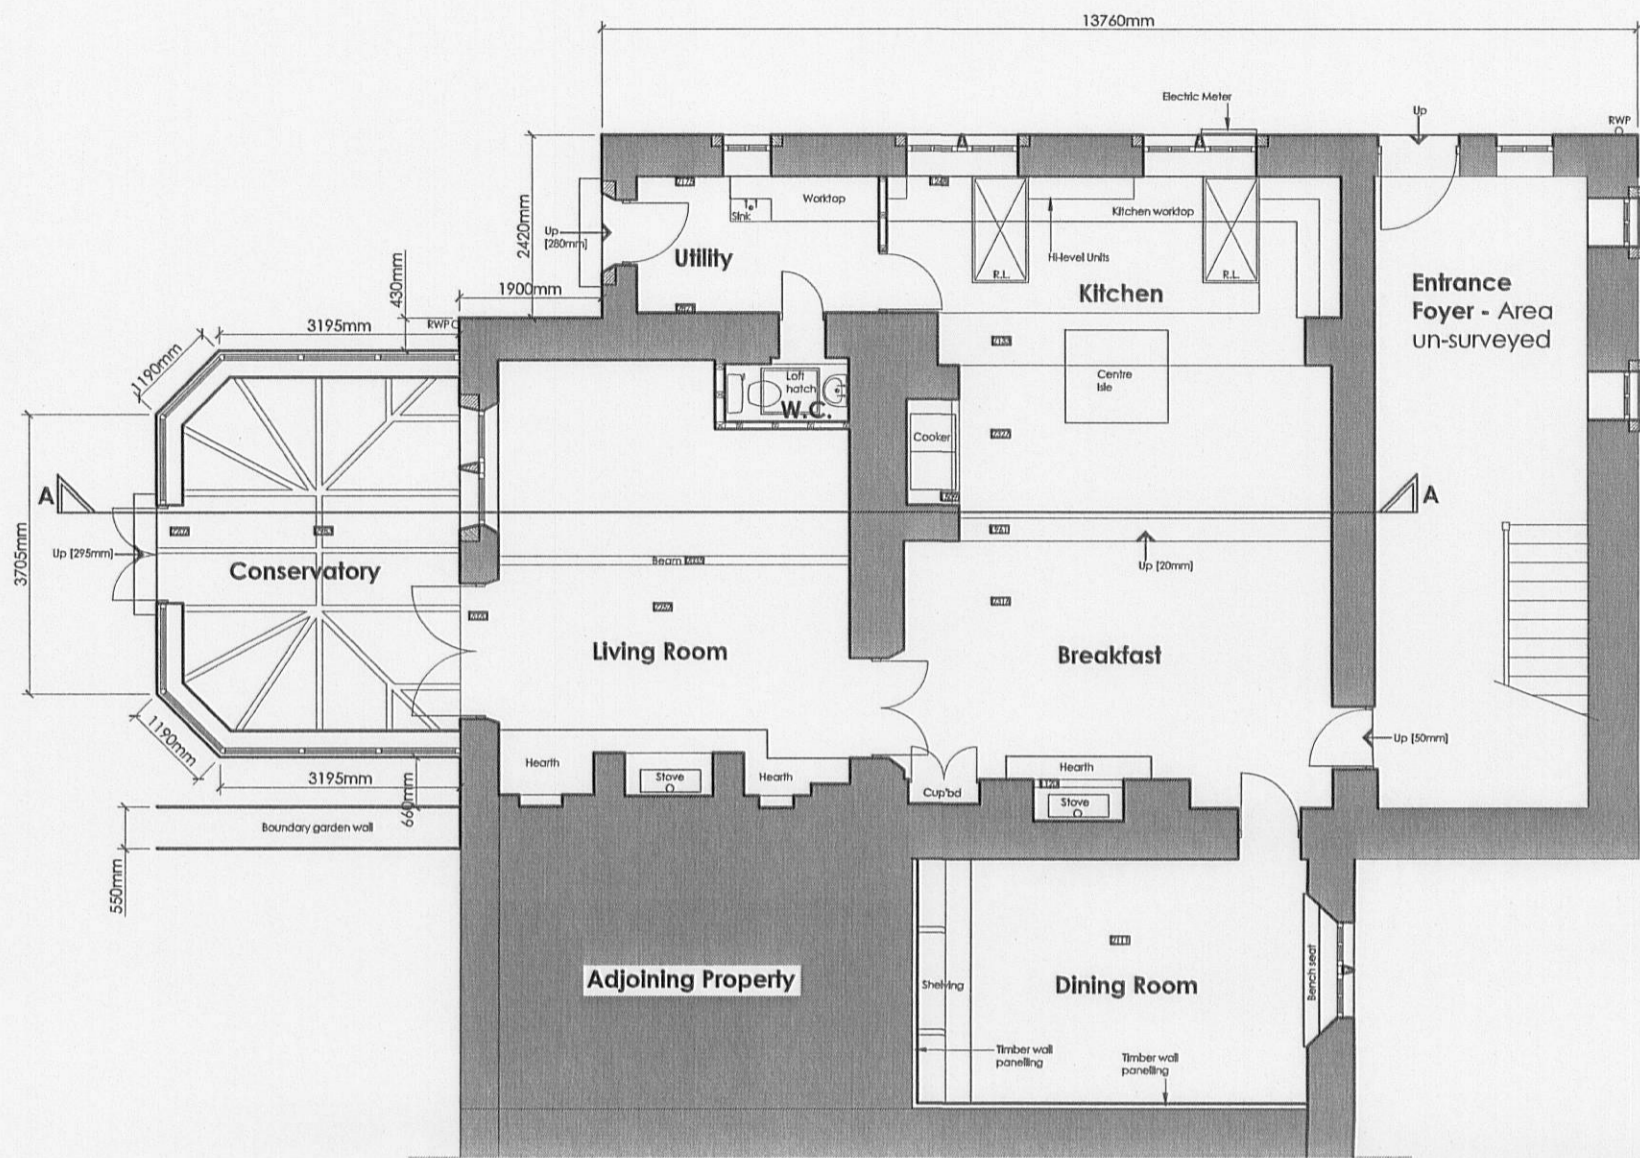 13760mm
Electric Meter
Up
RWP
2420mm
Up
[280mm]
Sink
Worktop
Utility
Kitchen worktop
Hi-level Units
R.L.
R.L.
Kitchen
Entrance
Foyer - Area
un-surveyed
430mm
1900mm
RWP
3195mm
1190mm
Loft
hatch
W.C.
Centre
Isle
Cooker
A
A
3705mm
Up [295mm]
Conservatory
Beam
Up [20mm]
Living Room
Breakfast
1190mm
3195mm
660mm
Hearth
Stove
Hearth
Cup'bd
Hearth
Stove
Up [50mm]
Boundary garden wall
550mm
Adjoining Property
Shelving
Dining Room
Bench seat
Timber wall
panelling
Timber wall
panelling